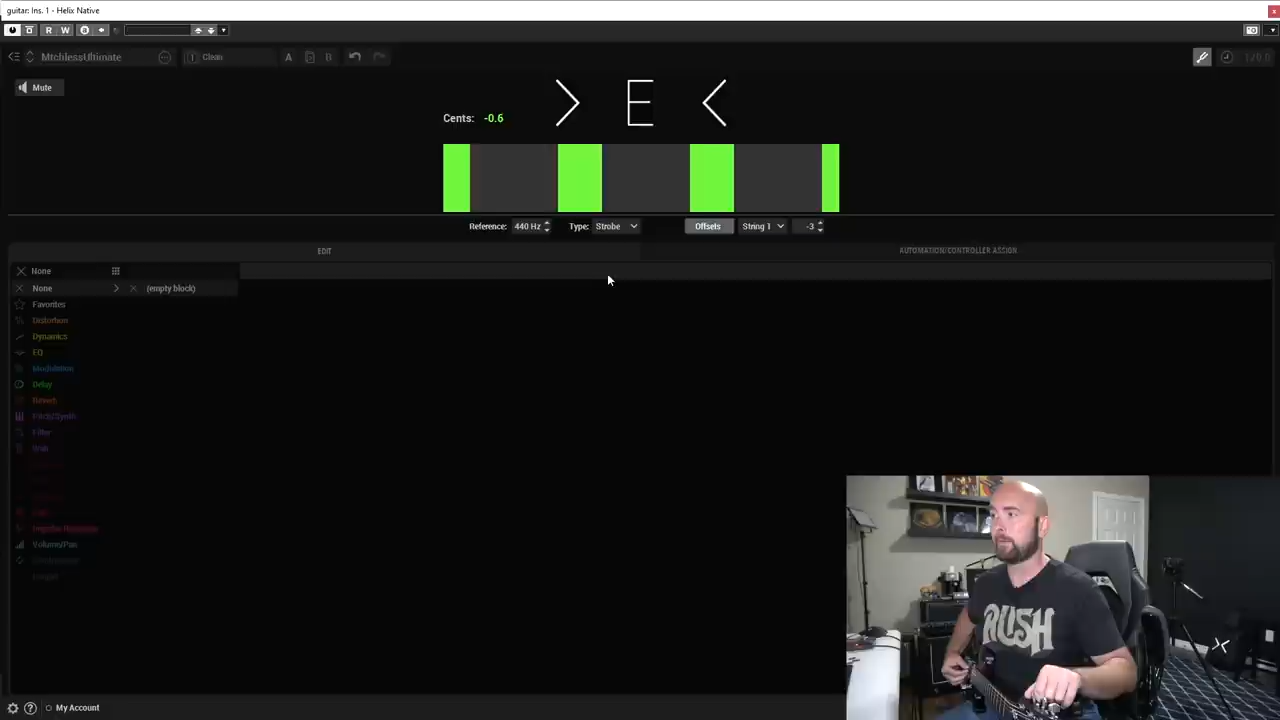 guitar: Ins. 1 - Helix Native
R W
MtchlessUltimate
Clean
A B
Mute
> E <
Cents: -0.6
Reference: 440 Hz Type: Strobe Offsets String 1 -3
EDIT
AUTOMATION/CONTROLLER ASSIGN
None
None
(empty block)
Favorites
Distortion
Dynamics
EQ
Modulation
Delay
Reverb
Pitch/Synth
Filter
Wah
Impulse Response
Volume/Pan
My Account
RUSH